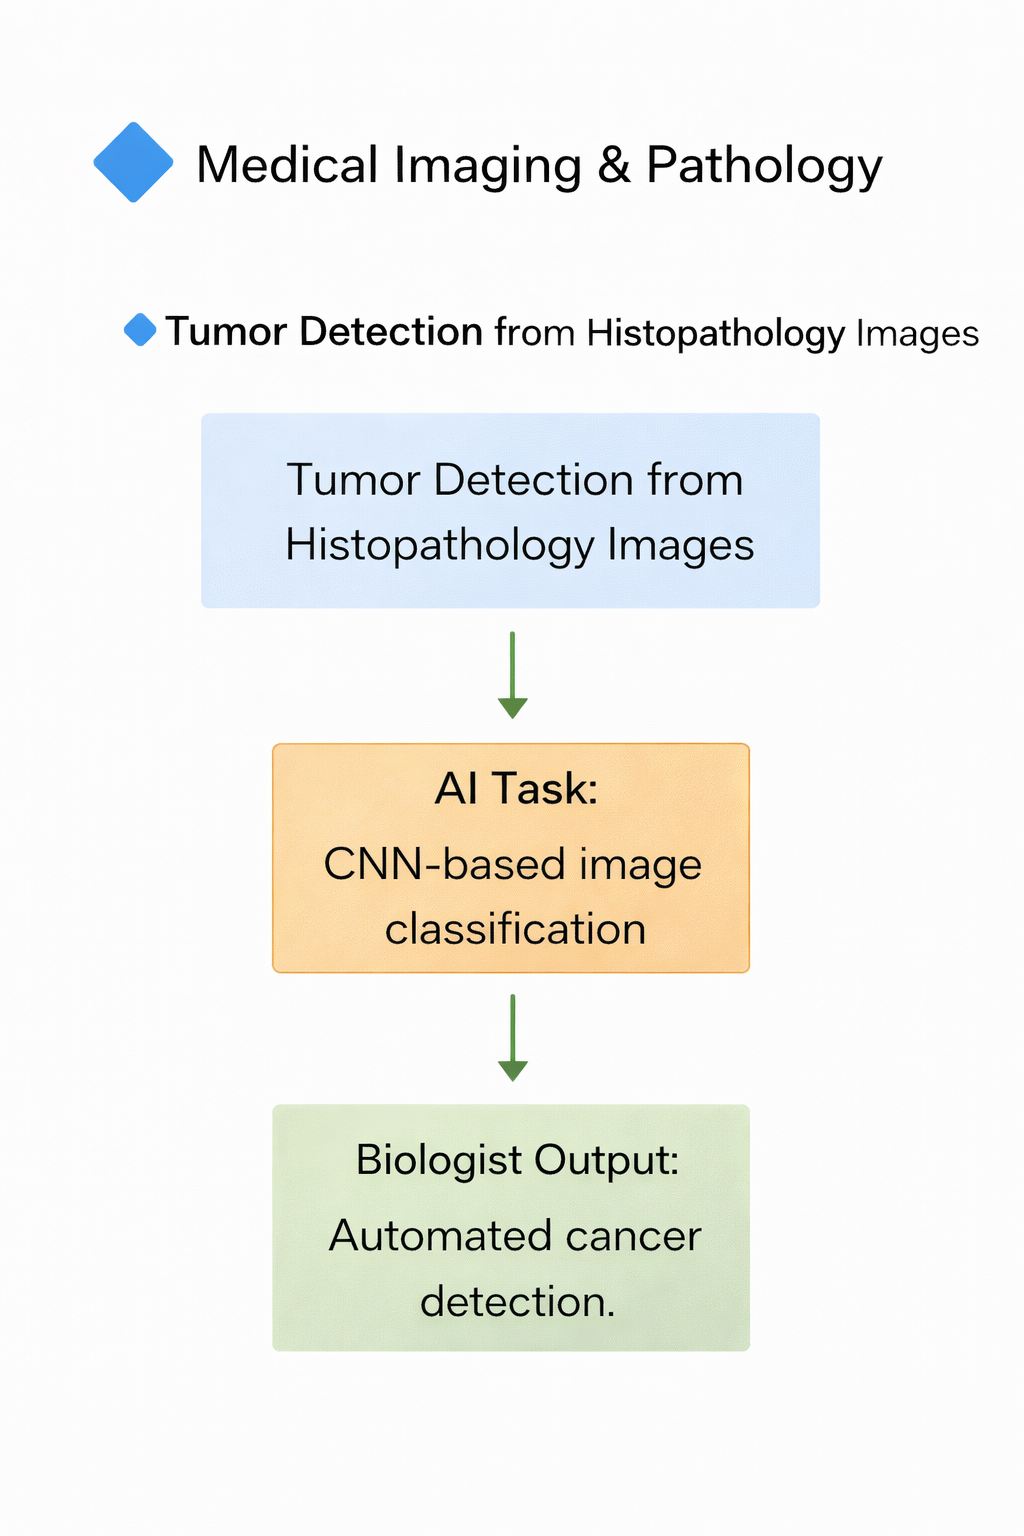 Medical Imaging & Pathology
Tumor Detection from Histopathology Images
Tumor Detection from
Histopathology Images
AI Task:
CNN-based image
classification
Biologist Output:
Automated cancer
detection.